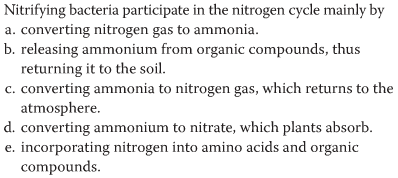 Nitrifying bacteria participate in the nitrogen cycle mainly by
a. converting nitrogen gas to ammonia.
b. releasing ammonium from organic compounds, thus
returning it to the soil.
c. converting ammonia to nitrogen gas, which returns to the
atmosphere.
d. converting ammonium to nitrate, which plants absorb.
e. incorporating nitrogen into amino acids and organic
compounds.